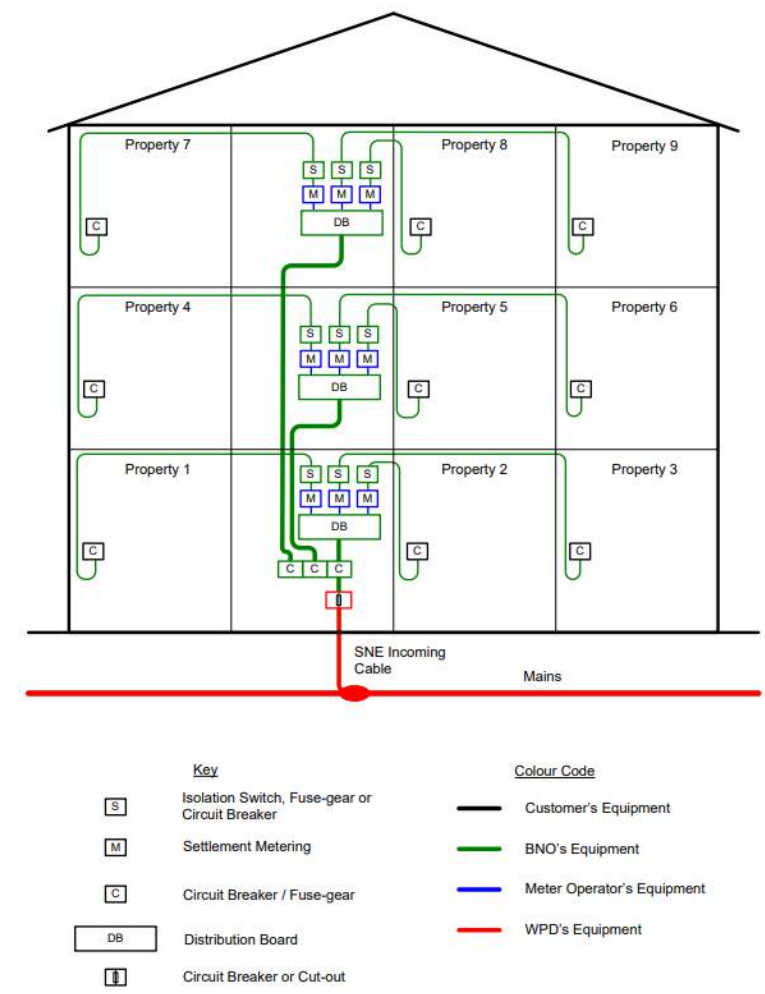 Property 7
Property 8
Property 9
S S S
M M M
DB
C
C
C
Property 4
Property 5
Property 6
S S S
M M M
DB
C
C
C
Property 1
Property 2
Property 3
S S S
M M M
DB
C
C
C
C C C
SNE Incoming
Cable
Mains
Key
S
Isolation Switch, Fuse-gear or
Circuit Breaker
M
Settlement Metering
C
Circuit Breaker / Fuse-gear
DB
Distribution Board
Circuit Breaker or Cut-out
Colour Code
Customer's Equipment
BNO's Equipment
Meter Operator's Equipment
WPD's Equipment